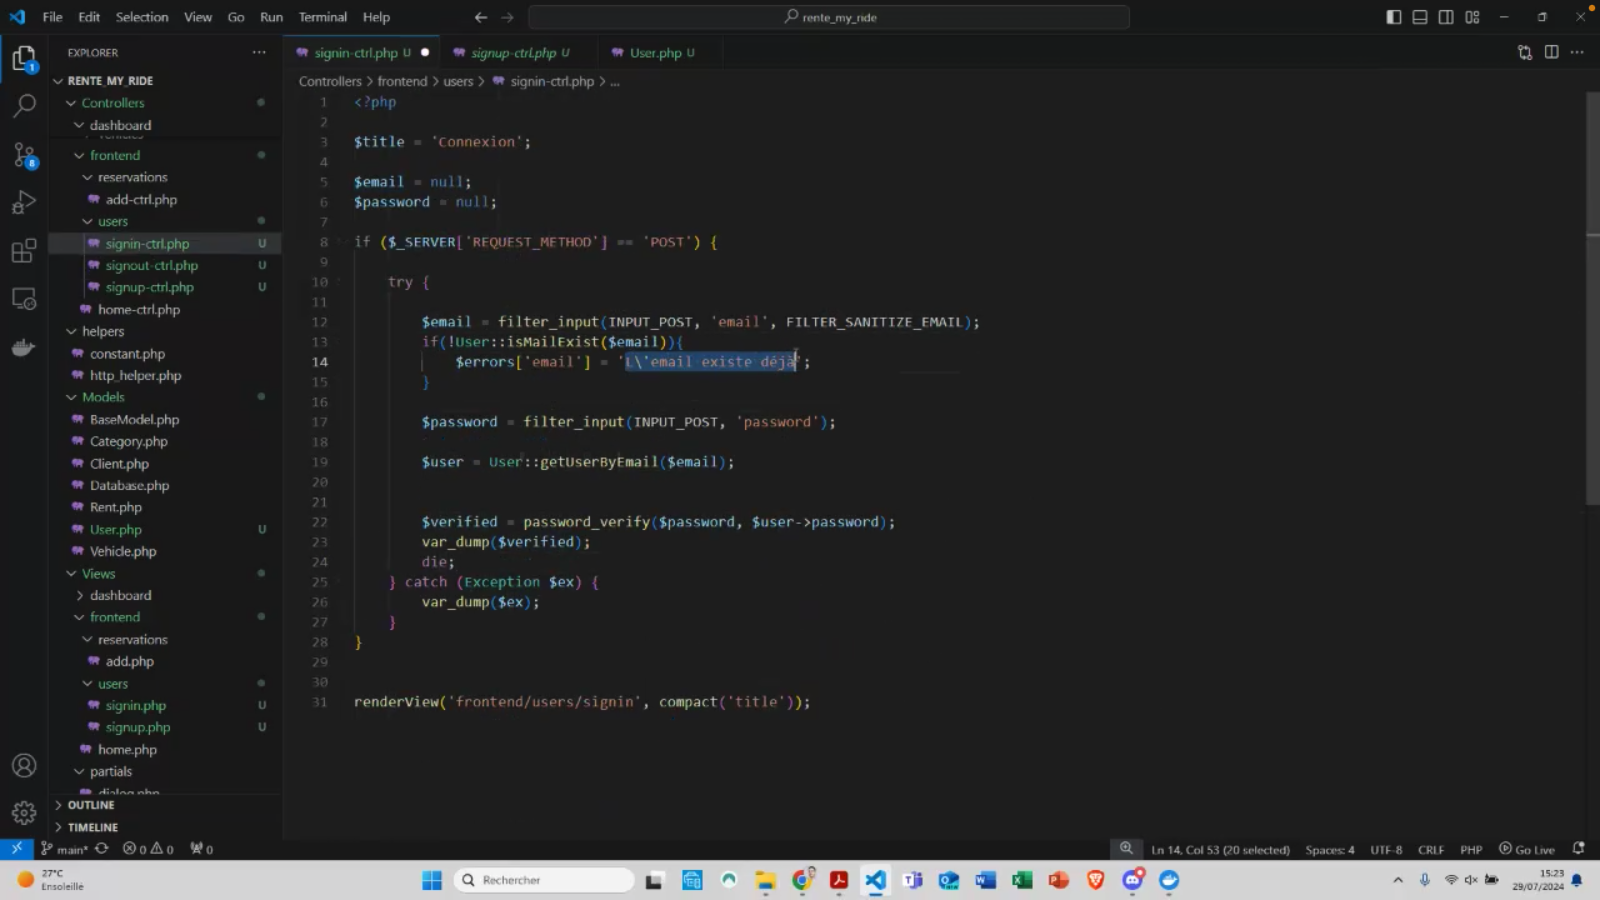 File Edit Selection View Go Run Terminal Help
rente_my_ride
EXPLORER
signin-ctrl.php U
signup-ctrl.php U
User.php U
RENTE_MY_RIDE
Controllers > frontend > users > signin-ctrl.php > ...
Controllers
dashboard
frontend
reservations
add-ctrl.php
users
signin-ctrl.php U
signout-ctrl.php U
signup-ctrl.php U
home-ctrl.php
helpers
constant.php
http_helper.php
Models
BaseModel.php
Category.php
Client.php
Database.php
Rent.php
User.php U
Vehicle.php
Views
dashboard
frontend
reservations
add.php
users
signin.php U
signup.php U
home.php
partials
dialog.php
OUTLINE
TIMELINE
1 <?php
2
3 $title = 'Connexion';
4
5 $email = null;
6 $password = null;
7
8 if ($_SERVER['REQUEST_METHOD'] == 'POST') {
9
10 try {
11
12 $email = filter_input(INPUT_POST, 'email', FILTER_SANITIZE_EMAIL);
13 if(!User::isMailExist($email)){
14 $errors['email'] = 'L\'email existe déjà';
15 }
16
17 $password = filter_input(INPUT_POST, 'password');
18
19 $user = User::getUserByEmail($email);
20
21
22 $verified = password_verify($password, $user->password);
23 var_dump($verified);
24 die;
25 } catch (Exception $ex) {
26 var_dump($ex);
27 }
28 }
29
30
31 renderView('frontend/users/signin', compact('title'));
1
8
main* 0 0 0
Ln 14, Col 53 (20 selected) Spaces: 4 UTF-8 CRLF PHP Go Live
27°C
Ensoleille
Rechercher
15:23
29/07/2024